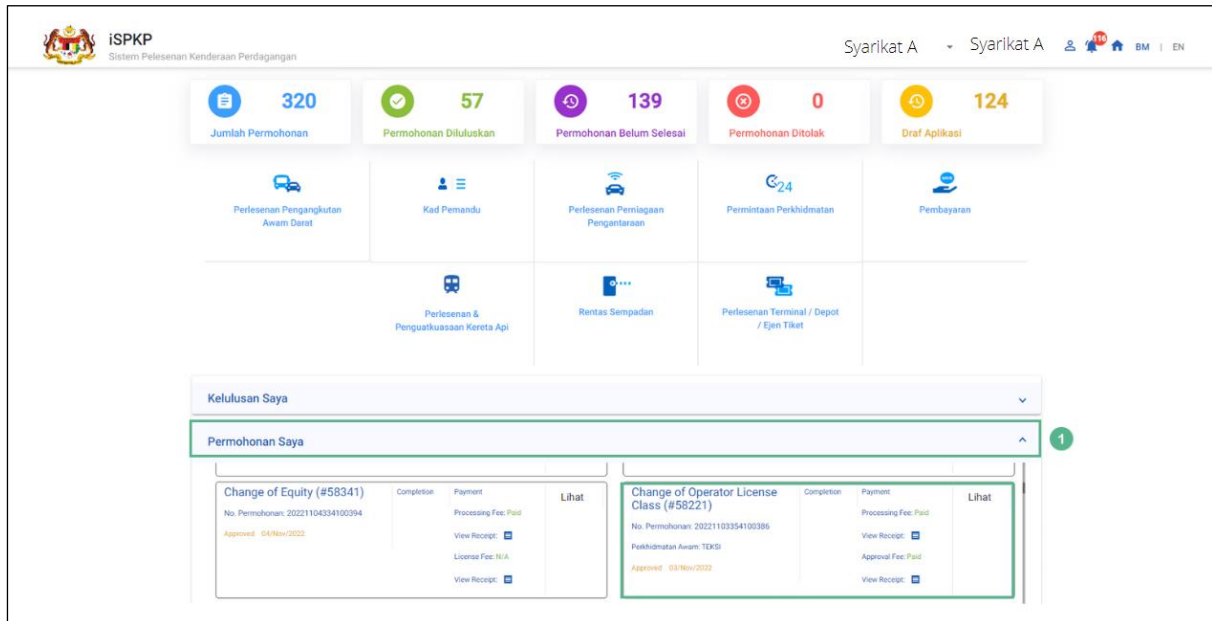 iSPKP
Sistem Pelesenan Kenderaan Perdagangan
Syarikat A
Syarikat A
116
BM | EN
320
Jumlah Permohonan
57
Permohonan Diluluskan
139
Permohonan Belum Selesai
0
Permohonan Ditolak
124
Draf Aplikasi
Perlesenan Pengangkutan
Awam Darat
Kad Pemandu
Perlesenan Perniagaan
Pengantaraan
24
Permintaan Perkhidmatan
Pembayaran
Perlesenan &
Penguatkuasaan Kereta Api
Rentas Sempadan
Perlesenan Terminal / Depot
/ Ejen Tiket
Kelulusan Saya
Permohonan Saya
1
Change of Equity (#58341)
No. Permohonan: 20221104334100394
Approved 04/Nov/2022
Completion
Payment
Processing Fee: Paid
View Receipt:
License Fee: N/A
View Receipt:
Lihat
Change of Operator License
Class (#58221)
No. Permohonan: 20221103354100386
Perkhidmatan Awam: TEKSI
Approved 03/Nov/2022
Completion
Payment
Processing Fee: Paid
View Receipt:
Approval Fee: Paid
View Receipt:
Lihat